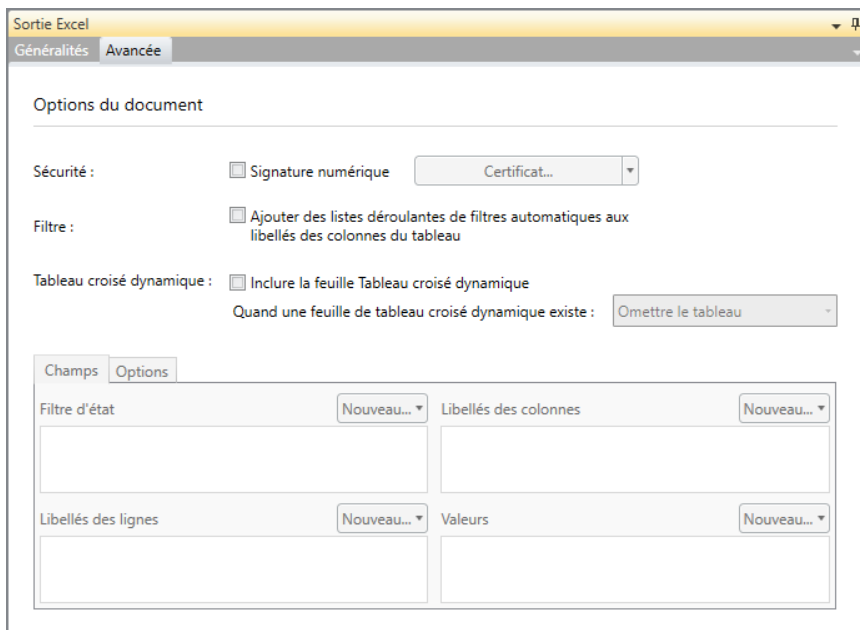 Sortie Excel
Généralités Avancée
Options du document
Sécurité : Signature numérique Certificat...
Filtre : Ajouter des listes déroulantes de filtres automatiques aux
libellés des colonnes du tableau
Tableau croisé dynamique : Inclure la feuille Tableau croisé dynamique
Quand une feuille de tableau croisé dynamique existe : Omettre le tableau
Champs Options
Filtre d'état Nouveau... Libellés des colonnes Nouveau...
Libellés des lignes Nouveau... Valeurs Nouveau...